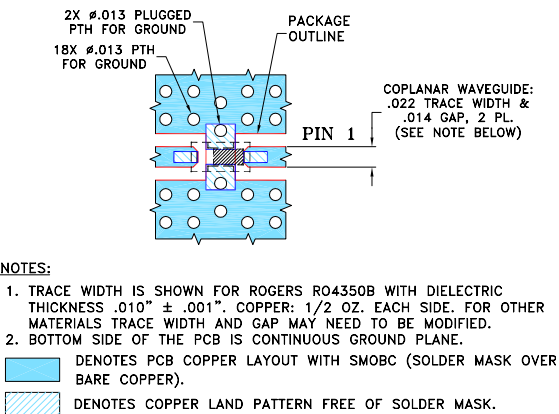 2X ø.013 PLUGGED
PTH FOR GROUND
18X ø.013 PTH
FOR GROUND
PACKAGE
OUTLINE
COPLANAR WAVEGUIDE:
.022 TRACE WIDTH &
.014 GAP, 2 PL.
(SEE NOTE BELOW)
PIN 1
NOTES:
1. TRACE WIDTH IS SHOWN FOR ROGERS RO4350B WITH DIELECTRIC
THICKNESS .010" ± .001". COPPER: 1/2 OZ. EACH SIDE. FOR OTHER
MATERIALS TRACE WIDTH AND GAP MAY NEED TO BE MODIFIED.
2. BOTTOM SIDE OF THE PCB IS CONTINUOUS GROUND PLANE.
DENOTES PCB COPPER LAYOUT WITH SMOBC (SOLDER MASK OVER
BARE COPPER).
DENOTES COPPER LAND PATTERN FREE OF SOLDER MASK.